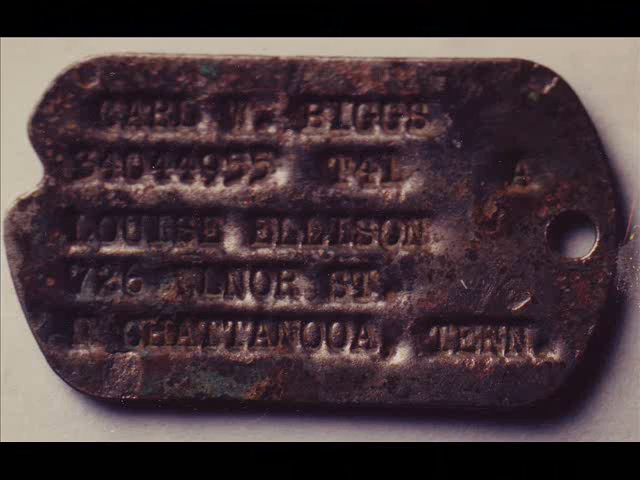 CARL W. BIGGS
34044955 T41 A
LOUISE ELLISON
726 ST.
CHATTANOOGA, TENN.